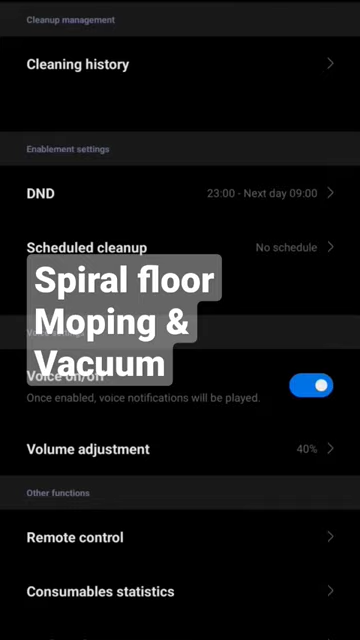 Cleanup management
Cleaning history
Enablement settings
DND
23:00 - Next day 09:00
Scheduled cleanup
No schedule
Spiral floor
Moping &
Vacuum
Voice on/off
Once enabled, voice notifications will be played.
Volume adjustment
40%
Other functions
Remote control
Consumables statistics